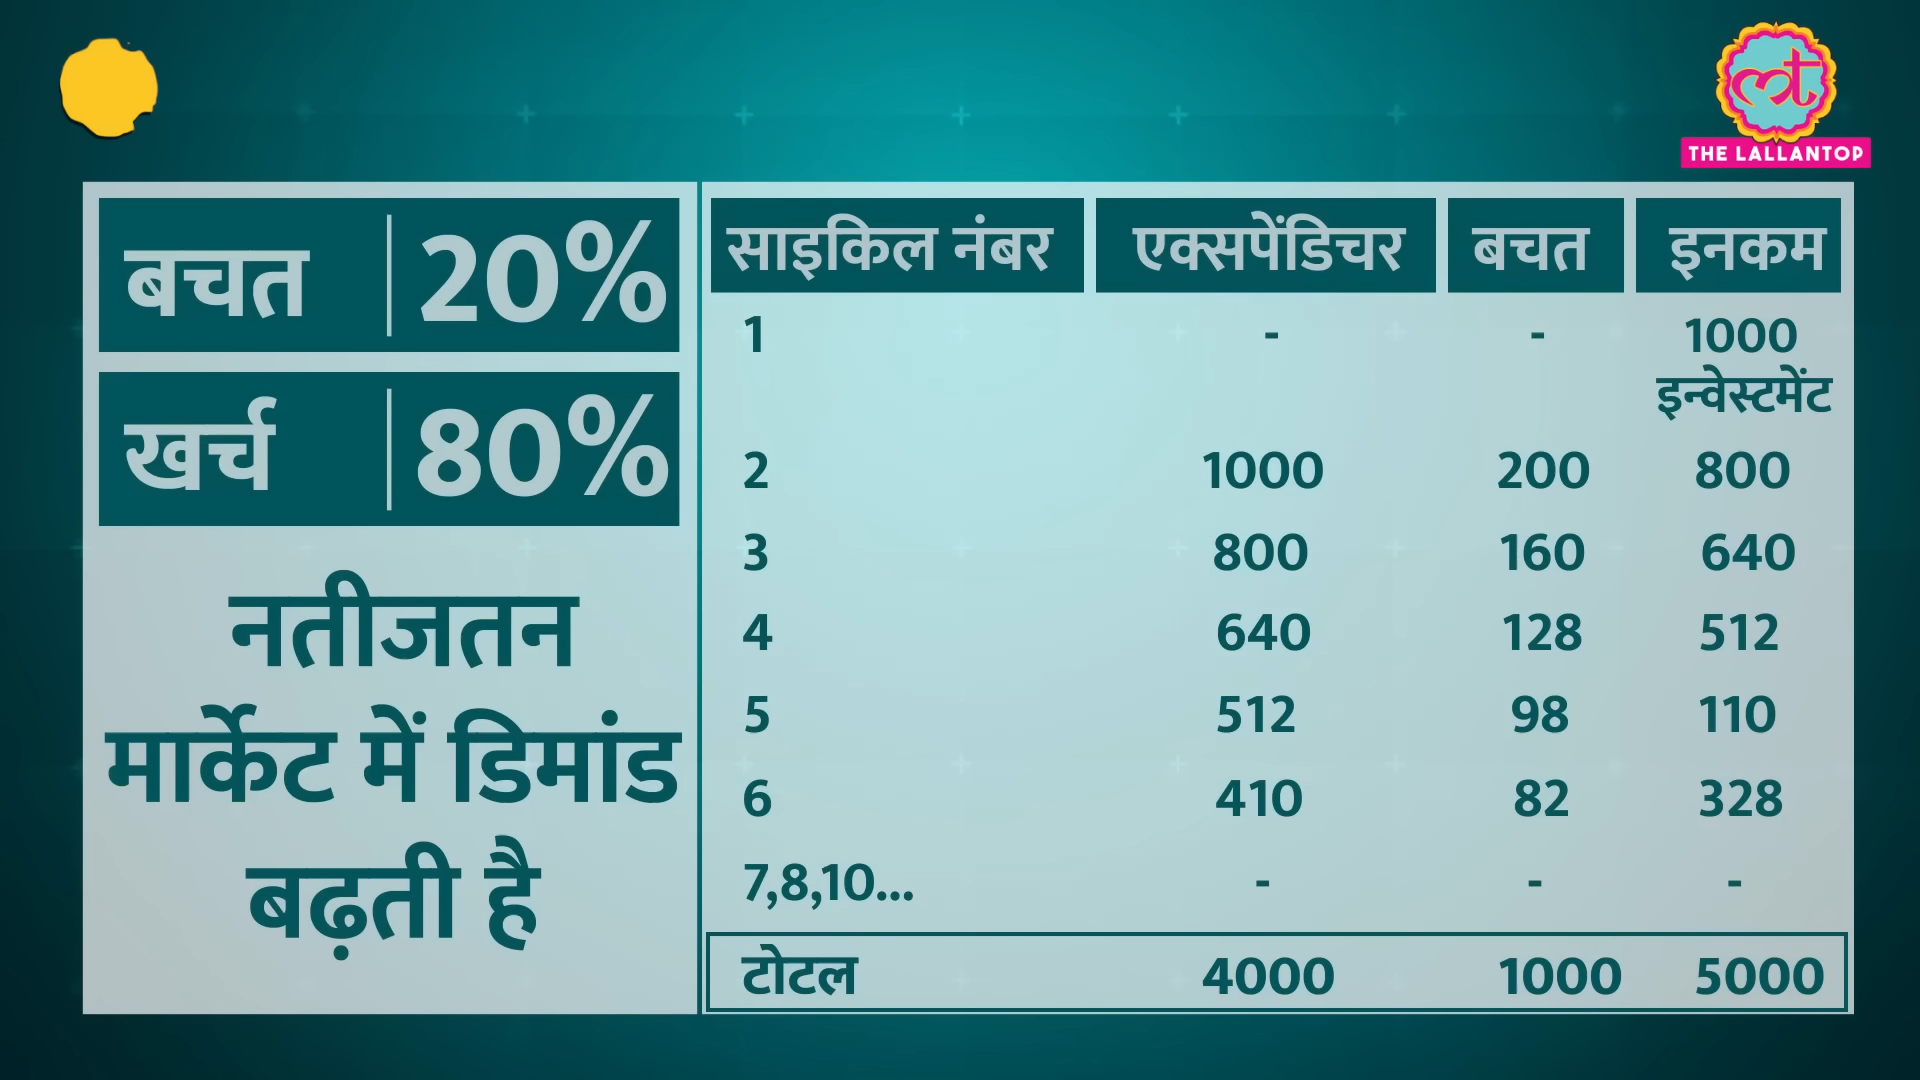 THE LALLANTOP
बचत 20%
खर्च 80%
नतीजतन
मार्केट में डिमांड
बढ़ती है
साइकिल नंबर एक्सपेंडिचर बचत इनकम
1 - - 1000
इन्वेस्टमेंट
2 1000 200 800
3 800 160 640
4 640 128 512
5 512 98 110
6 410 82 328
7,8,10... - - -
टोटल 4000 1000 5000